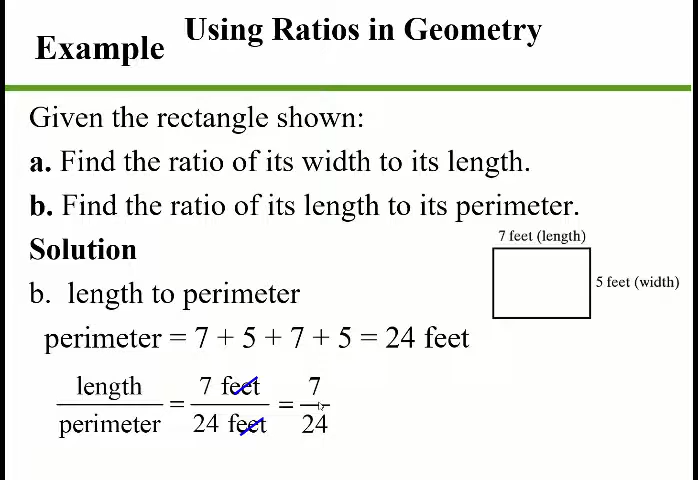 Using Ratios in Geometry
Example
Given the rectangle shown:
a. Find the ratio of its width to its length.
b. Find the ratio of its length to its perimeter.
Solution
7 feet (length)
5 feet (width)
b. length to perimeter
perimeter = 7 + 5 + 7 + 5 = 24 feet
length / perimeter = 7 feet / 24 feet = 7 / 24